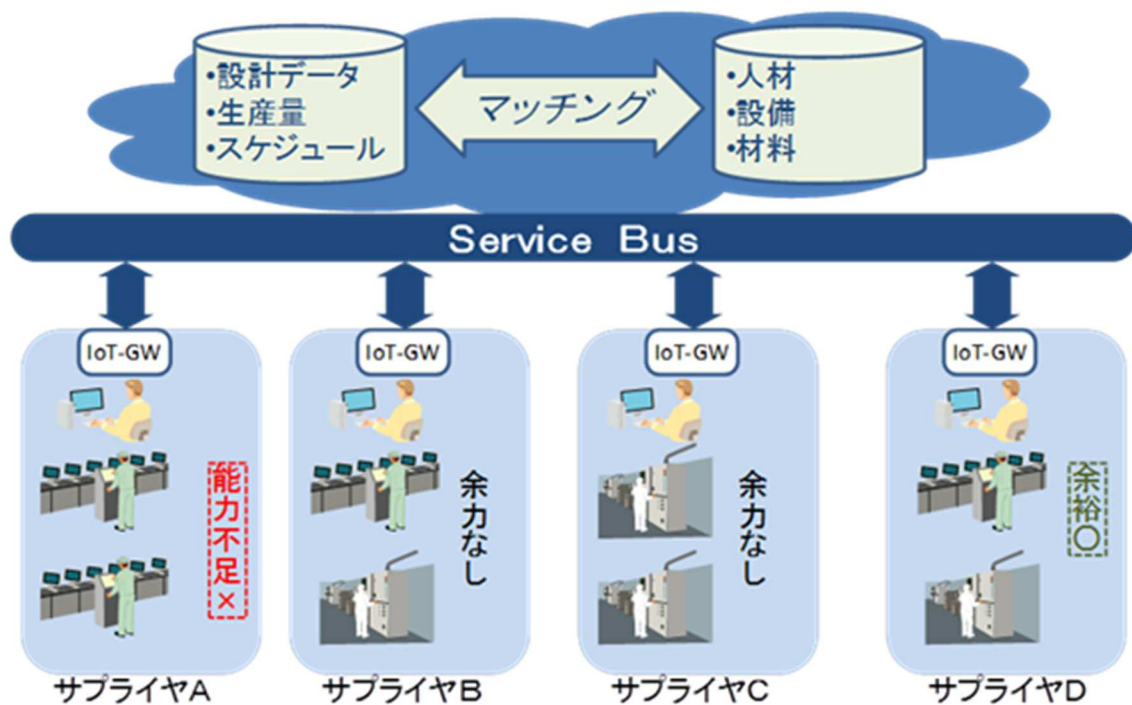 •設計データ
•生産量
•スケジュール
マッチング
•人材
•設備
•材料
Service Bus
IoT-GW
IoT-GW
IoT-GW
IoT-GW
能力不足×
余力なし
余力なし
余裕○
サプライヤA
サプライヤB
サプライヤC
サプライヤD